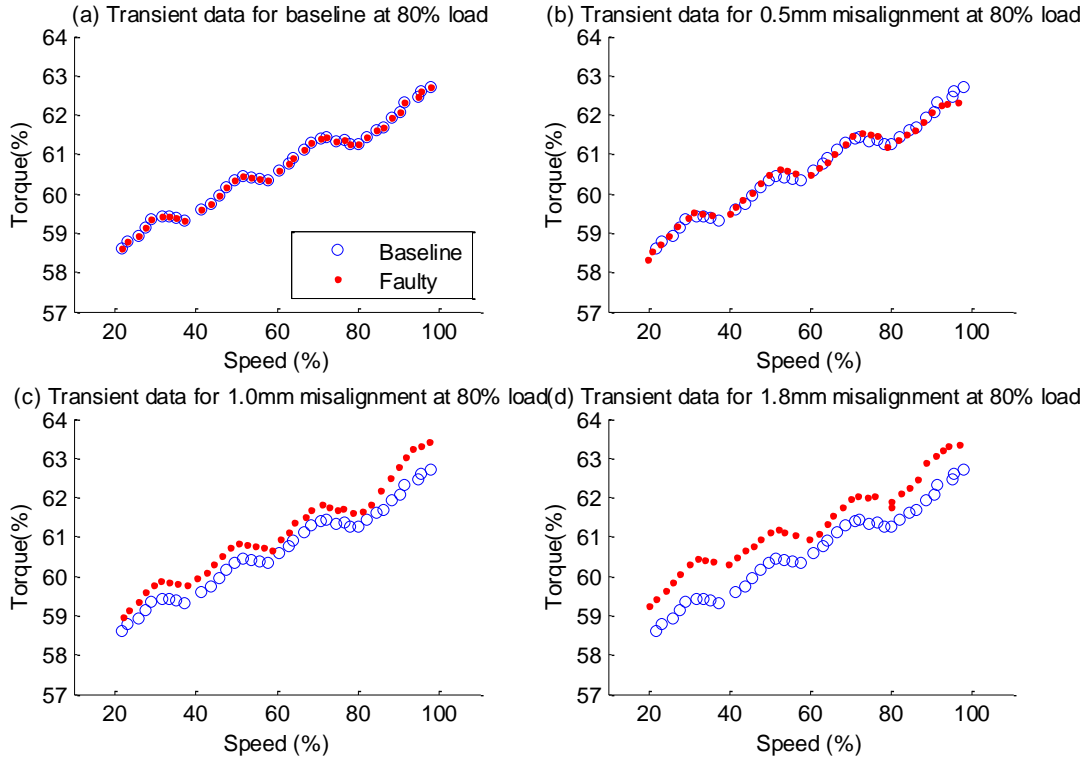 (a) Transient data for baseline at 80% load
(b) Transient data for 0.5mm misalignment at 80% load
64
63
62
61
60
59
58
57
Torque(%)
Baseline
Faulty
20 40 60 80 100
Speed (%)
64
63
62
61
60
59
58
57
Torque(%)
20 40 60 80 100
Speed (%)
(c) Transient data for 1.0mm misalignment at 80% load
(d) Transient data for 1.8mm misalignment at 80% load
64
63
62
61
60
59
58
57
Torque(%)
20 40 60 80 100
Speed (%)
64
63
62
61
60
59
58
57
Torque(%)
20 40 60 80 100
Speed (%)